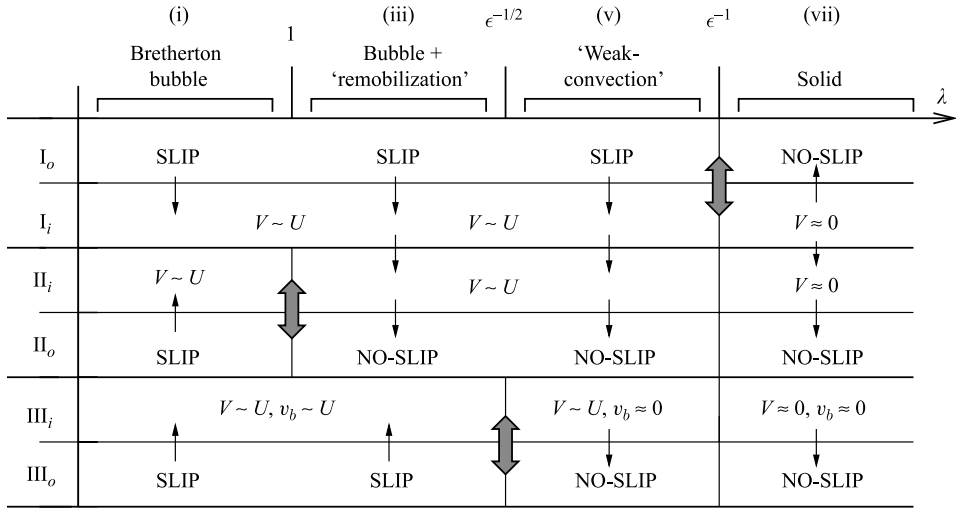 (i) (iii) (v) (vii)
1 ϵ^{-1/2} ϵ^{-1}
Bretherton bubble
Bubble + 'remobilization'
'Weak-convection'
Solid
λ
I_o SLIP SLIP SLIP NO-SLIP
I_i V ~ U V ~ U V ≈ 0
II_i V ~ U V ~ U V ≈ 0
II_o SLIP NO-SLIP NO-SLIP NO-SLIP
III_i V ~ U, v_b ~ U V ~ U, v_b ≈ 0 V ≈ 0, v_b ≈ 0
III_o SLIP SLIP NO-SLIP NO-SLIP